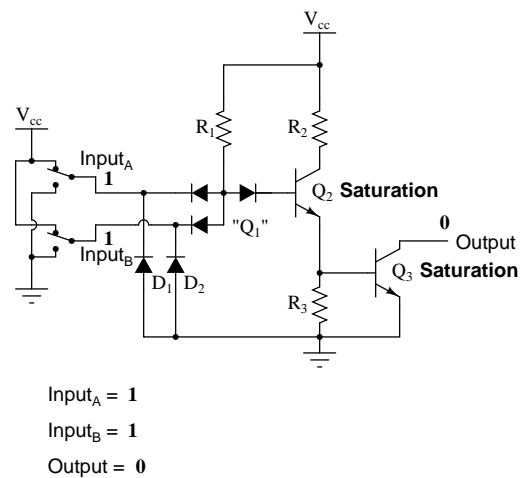 Vcc
R1
R2
Vcc
InputA
1
"Q1"
Q2 Saturation
1
InputB
0
Output
D1
D2
R3
Q3 Saturation
InputA = 1
InputB = 1
Output = 0